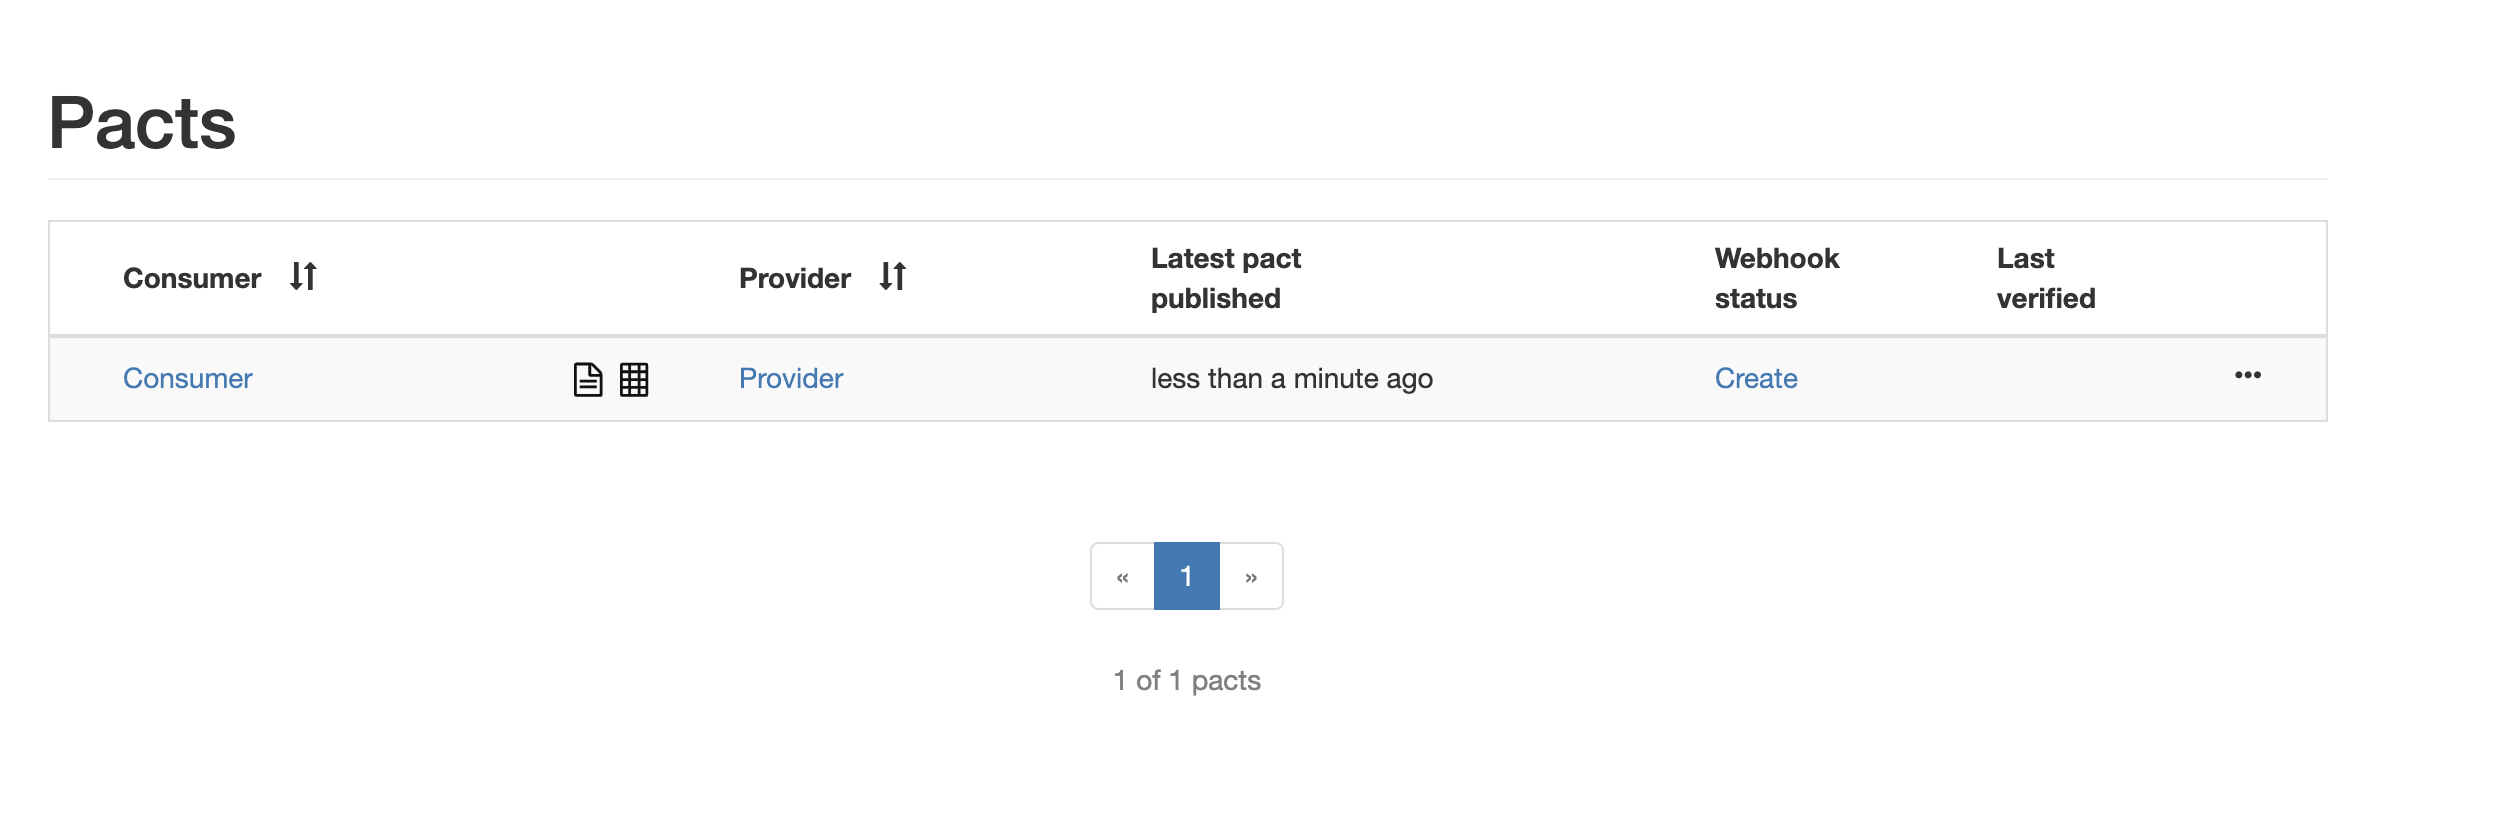 Pacts
Consumer Provider Latest pact published Webhook status Last verified
Consumer Provider less than a minute ago Create •••
« 1 »
1 of 1 pacts